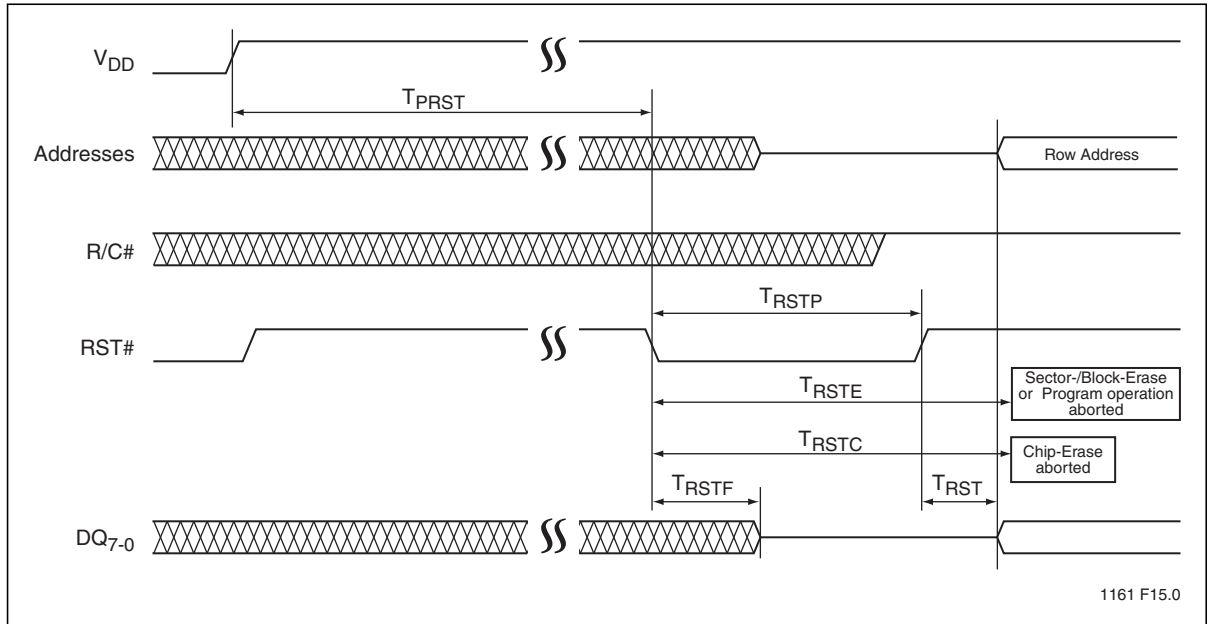 VDD
TPRST
Addresses
Row Address
R/C#
TRSTP
RST#
TRSTE
Sector-/Block-Erase
or Program operation
aborted
TRSTC
Chip-Erase
aborted
TRSTF
TRST
DQ7-0
1161 F15.0